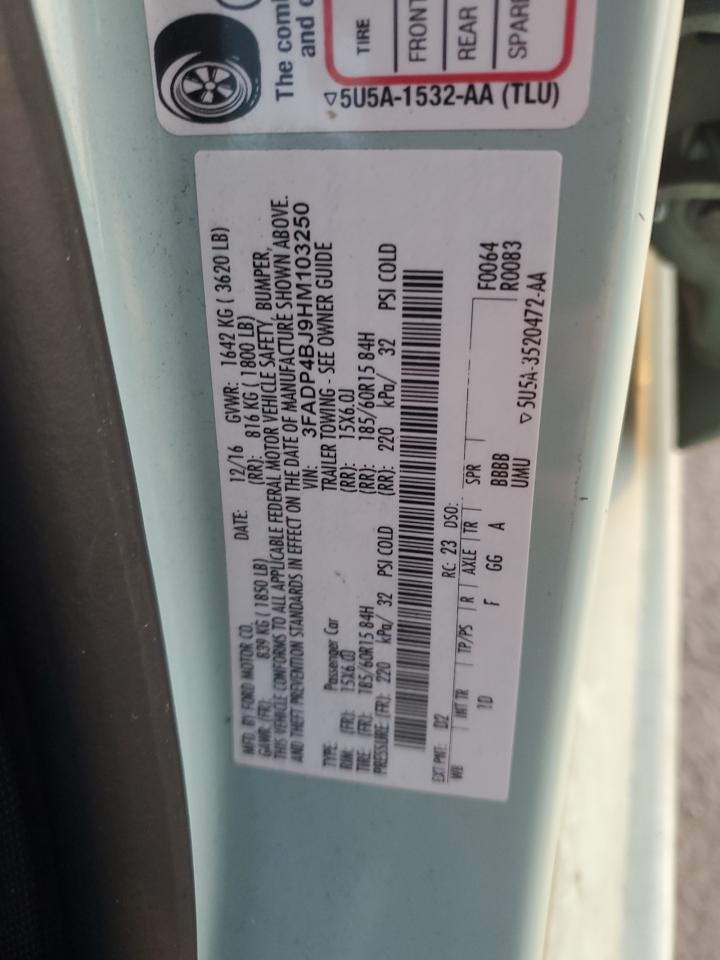 The com
and
TIRE
FRONT
REAR
SPAR
5U5A-1532-AA (TLU)
MFD. BY FORD MOTOR CO.
DATE: 12/16 GVWR: 1642 KG ( 3620 LB)
GAWR: (FR): 839 KG ( 1850 LB) (RR): 816 KG ( 1800 LB)
THIS VEHICLE CONFORMS TO ALL APPLICABLE FEDERAL MOTOR VEHICLE SAFETY, BUMPER,
AND THEFT PREVENTION STANDARDS IN EFFECT ON THE DATE OF MANUFACTURE SHOWN ABOVE.
VIN: 3FADP4BJ9HM103250
TYPE: Passenger Car TRAILER TOWING - SEE OWNER GUIDE
RIM: (FR): 15X6.0J (RR): 15X6.0J
TIRE (FR): 185/60R15 84H (RR): 185/60R15 84H
PRESSURE (FR): 220 kPa/ 32 PSI COLD (RR): 220 kPa/ 32 PSI COLD
EXT PNT: D2 RC: 23 DSO:
WB INT TR TP/PS R AXLE TR SPR F0064
1D F GG A BBBB R0083
UMU
5U5A-3520472-AA